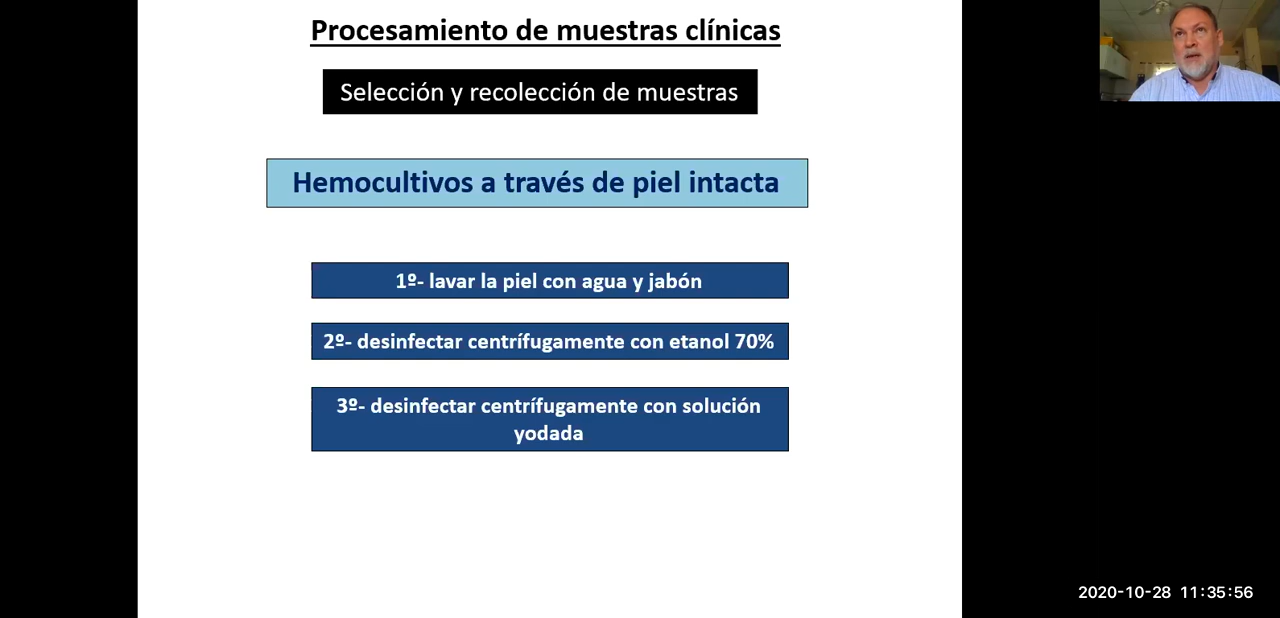 Procesamiento de muestras clínicas
Selección y recolección de muestras
Hemocultivos a través de piel intacta
1º- lavar la piel con agua y jabón
2º- desinfectar centrífugamente con etanol 70%
3º- desinfectar centrífugamente con solución
yodada
2020-10-28 11:35:56